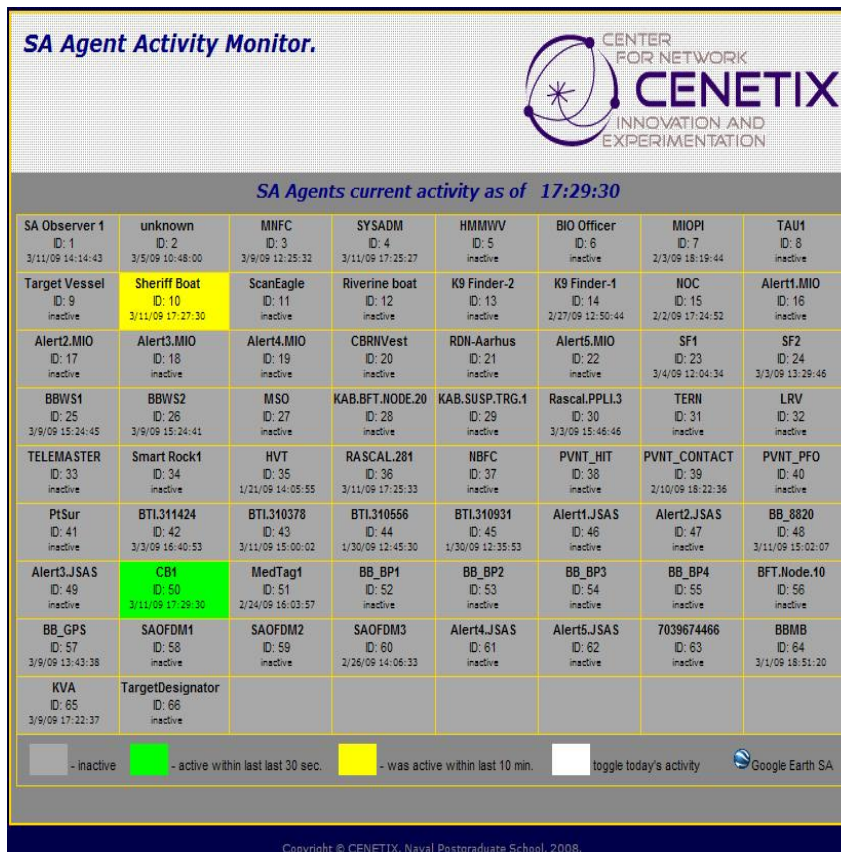 SA Agent Activity Monitor.
CENTER
FOR NETWORK
CENETIX
INNOVATION AND
EXPERIMENTATION
SA Agents current activity as of 17:29:30
SA Observer 1 unknown MNFC SYSADM HMMWV BIO Officer MIOPI TAU1
ID: 1 ID: 2 ID: 3 ID: 4 ID: 5 ID: 6 ID: 7 ID: 8
3/11/09 14:14:43 3/5/09 10:48:00 3/9/09 12:25:32 3/11/09 17:25:27 inactive inactive 2/3/09 18:19:44 inactive
Target Vessel Sheriff Boat ScanEagle Riverine boat K9 Finder-2 K9 Finder-1 NOC Alert1.MIO
ID: 9 ID: 10 ID: 11 ID: 12 ID: 13 ID: 14 ID: 15 ID: 16
inactive 3/11/09 17:27:30 inactive inactive inactive 2/27/09 12:50:44 2/2/09 17:24:52 inactive
Alert2.MIO Alert3.MIO Alert4.MIO CBRNVest RDN-Aarhus Alert5.MIO SF1 SF2
ID: 17 ID: 18 ID: 19 ID: 20 ID: 21 ID: 22 ID: 23 ID: 24
inactive inactive inactive inactive inactive inactive 3/4/09 12:04:34 3/3/09 13:29:46
BBWS1 BBWS2 MSO KAB.BFT.NODE.20 KAB.SUSP.TRG.1 Rascal.PPLI.3 TERN LRV
ID: 25 ID: 26 ID: 27 ID: 28 ID: 29 ID: 30 ID: 31 ID: 32
3/9/09 15:24:45 3/9/09 15:24:41 inactive inactive inactive 3/3/09 15:46:46 inactive inactive
TELEMASTER Smart Rock1 HVT RASCAL.281 NBFC PVNT_HIT PVNT_CONTACT PVNT_PFO
ID: 33 ID: 34 ID: 35 ID: 36 ID: 37 ID: 38 ID: 39 ID: 40
inactive inactive 1/21/09 14:05:55 3/11/09 17:25:33 inactive inactive 2/10/09 18:22:36 inactive
PtSur BTI.311424 BTI.310378 BTI.310556 BTI.310931 Alert1.JSAS Alert2.JSAS BB_8820
ID: 41 ID: 42 ID: 43 ID: 44 ID: 45 ID: 46 ID: 47 ID: 48
inactive 3/3/09 16:40:53 3/11/09 15:00:02 1/30/09 12:45:30 1/30/09 12:35:53 inactive inactive 3/11/09 15:02:07
Alert3.JSAS CB1 MedTag1 BB_BP1 BB_BP2 BB_BP3 BB_BP4 BFT.Node.10
ID: 49 ID: 50 ID: 51 ID: 52 ID: 53 ID: 54 ID: 55 ID: 56
inactive 3/11/09 17:29:30 2/24/09 16:03:57 inactive inactive inactive inactive inactive
BB_GPS SAOFDM1 SAOFDM2 SAOFDM3 Alert4.JSAS Alert5.JSAS 7039674466 BBMB
ID: 57 ID: 58 ID: 59 ID: 60 ID: 61 ID: 62 ID: 63 ID: 64
3/9/09 13:43:38 inactive inactive 2/26/09 14:06:33 inactive inactive inactive 3/1/09 18:51:20
KVA TargetDesignator
ID: 65 ID: 66
3/9/09 17:22:37 inactive
- inactive - active within last last 30 sec. - was active within last 10 min. toggle today's activity Google Earth SA
Copyright © CENETIX, Naval Postgraduate School, 2008.